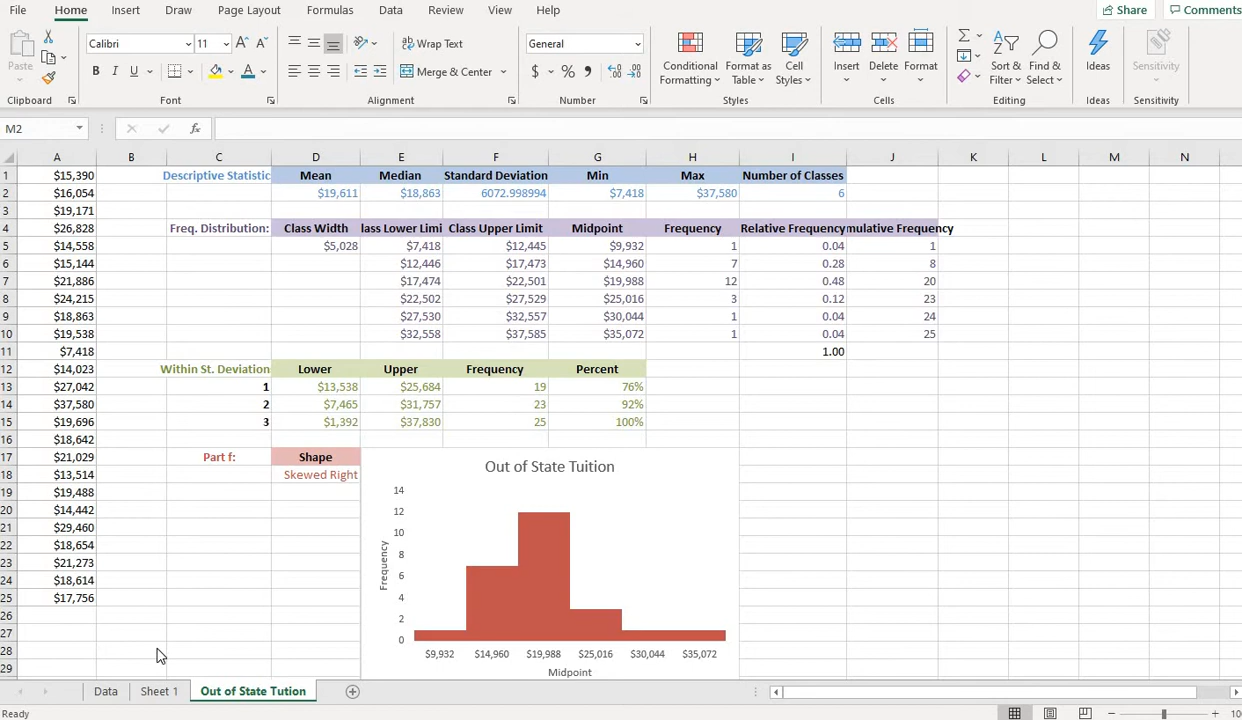 File Home Insert Draw Page Layout Formulas Data Review View Help Share Comments
Calibri 11 A A Wrap Text General
Paste B I U A Merge & Center $ % , Conditional Formatting Format as Table Cell Styles Insert Delete Format Sort & Filter Find & Select Ideas Sensitivity
Clipboard Font Alignment Number Styles Cells Editing Ideas Sensitivity
M2 fx
A B C D E F G H I J K L M N
1 $15,390 Descriptive Statistic Mean Median Standard Deviation Min Max Number of Classes
2 $16,054 $19,611 $18,863 6072.998994 $7,418 $37,580 6
3 $19,171
4 $26,828 Freq. Distribution: Class Width lass Lower Limi Class Upper Limit Midpoint Frequency Relative Frequency mulative Frequency
5 $14,558 $5,028 $7,418 $12,445 $9,932 1 0.04 1
6 $15,144 $12,446 $17,473 $14,960 7 0.28 8
7 $21,886 $17,474 $22,501 $19,988 12 0.48 20
8 $24,215 $22,502 $27,529 $25,016 3 0.12 23
9 $18,863 $27,530 $32,557 $30,044 1 0.04 24
10 $19,538 $32,558 $37,585 $35,072 1 0.04 25
11 $7,418 1.00
12 $14,023 Within St. Deviation Lower Upper Frequency Percent
13 $27,042 1 $13,538 $25,684 19 76%
14 $37,580 2 $7,465 $31,757 23 92%
15 $19,696 3 $1,392 $37,830 25 100%
16 $18,642
17 $21,029 Part f: Shape
18 $13,514 Skewed Right
19 $19,488
20 $14,442
21 $29,460
22 $18,654
23 $21,273
24 $18,614
25 $17,756
26
27
28
29
Out of State Tuition
14
12
10
8
6
4
2
0
Frequency
$9,932 $14,960 $19,988 $25,016 $30,044 $35,072
Midpoint
Data Sheet 1 Out of State Tution
Ready 10